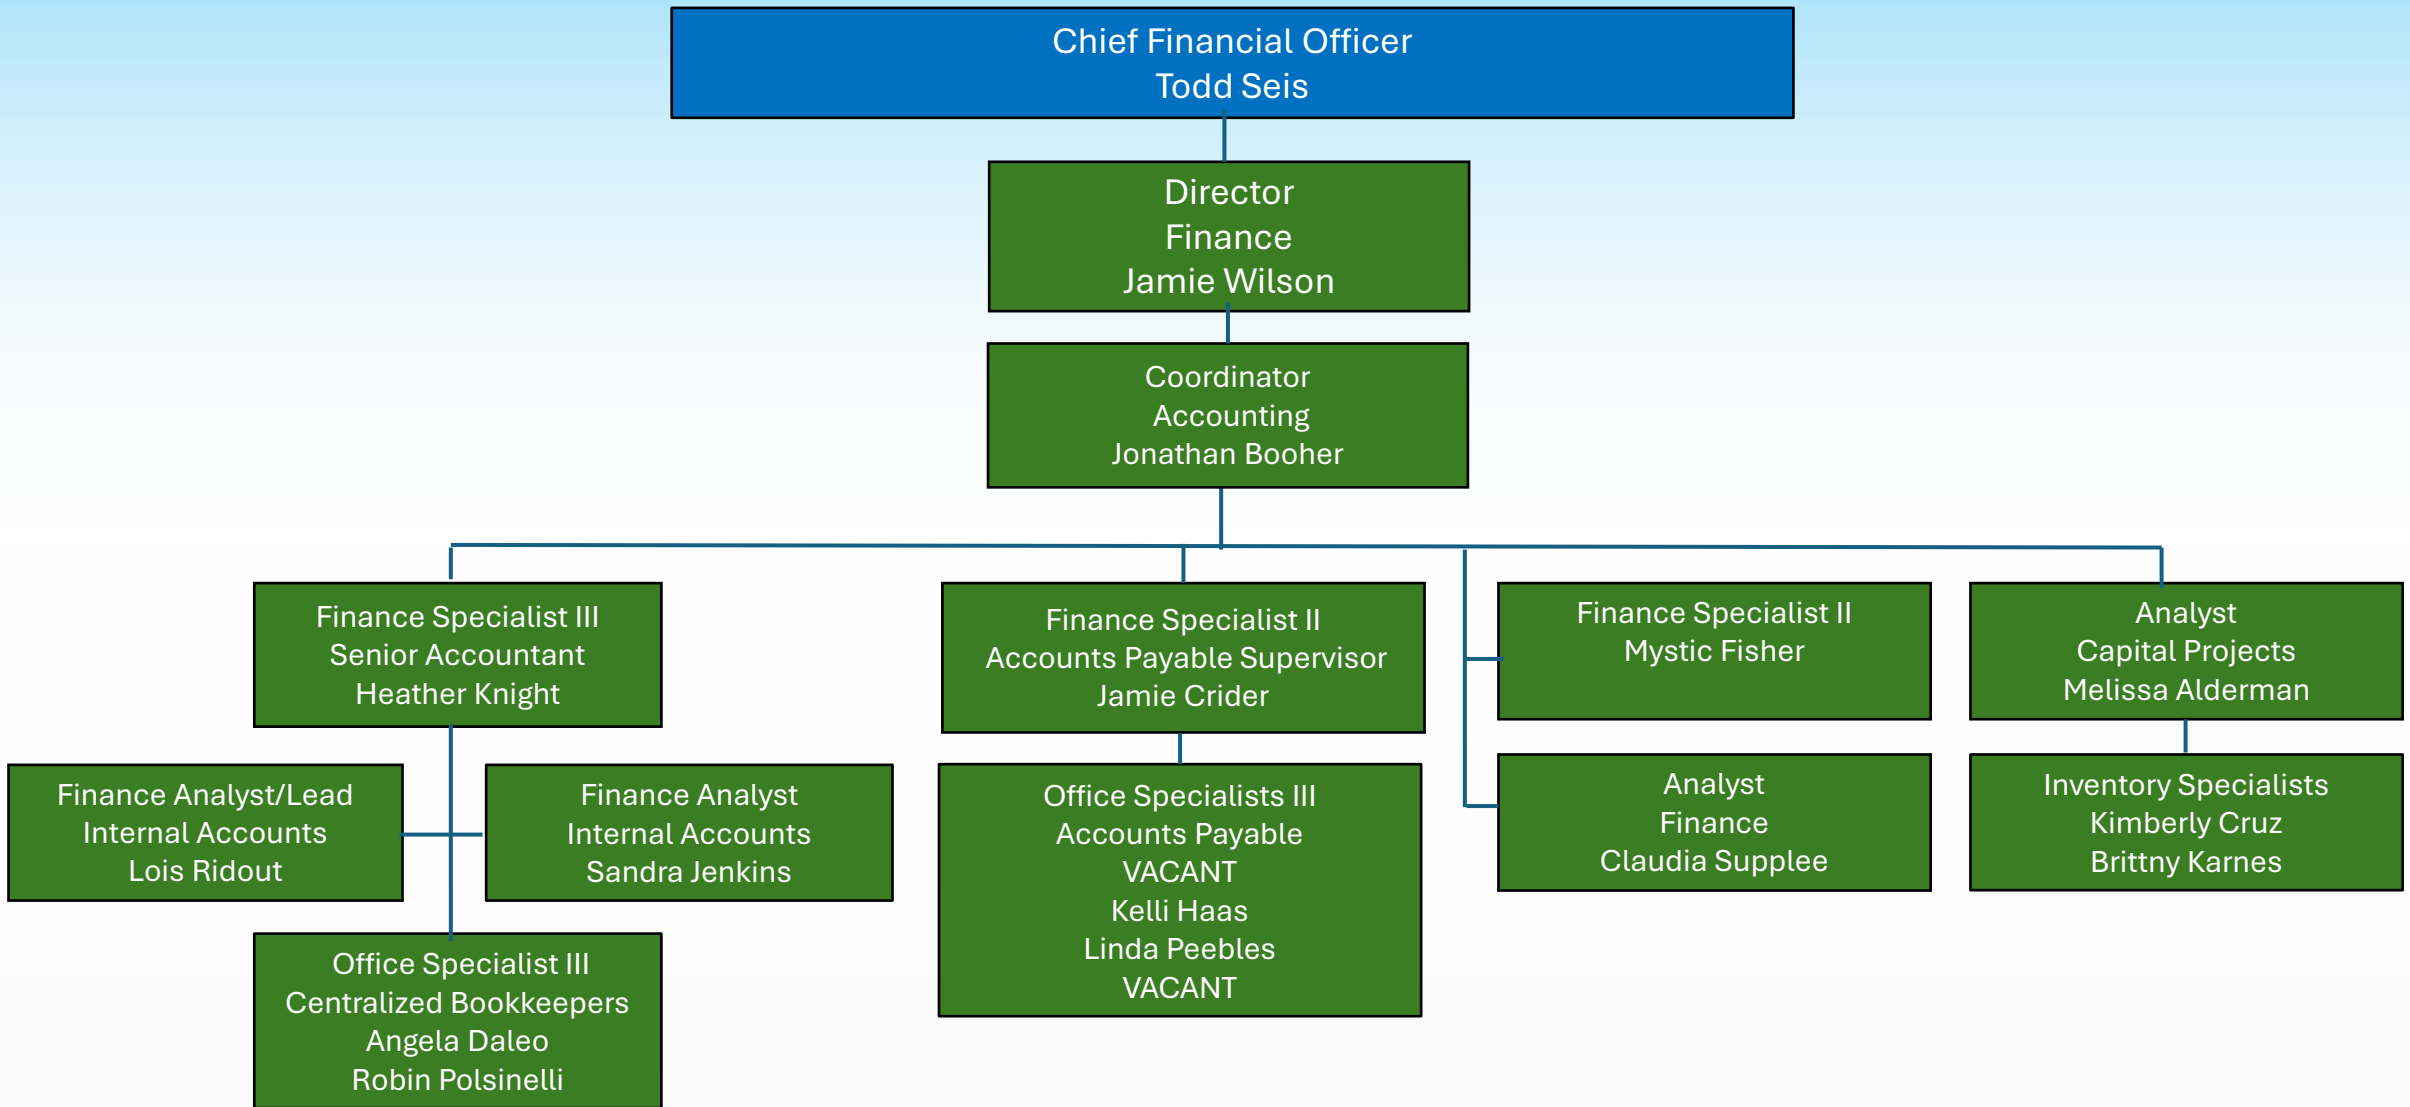 Chief Financial Officer
Todd Seis
Director
Finance
Jamie Wilson
Coordinator
Accounting
Jonathan Booher
Finance Specialist III
Senior Accountant
Heather Knight
Finance Specialist II
Accounts Payable Supervisor
Jamie Crider
Finance Specialist II
Mystic Fisher
Analyst
Capital Projects
Melissa Alderman
Finance Analyst/Lead
Internal Accounts
Lois Ridout
Finance Analyst
Internal Accounts
Sandra Jenkins
Office Specialists III
Accounts Payable
VACANT
Kelli Haas
Linda Peebles
VACANT
Analyst
Finance
Claudia Supplee
Inventory Specialists
Kimberly Cruz
Brittny Karnes
Office Specialist III
Centralized Bookkeepers
Angela Daleo
Robin Polsinelli